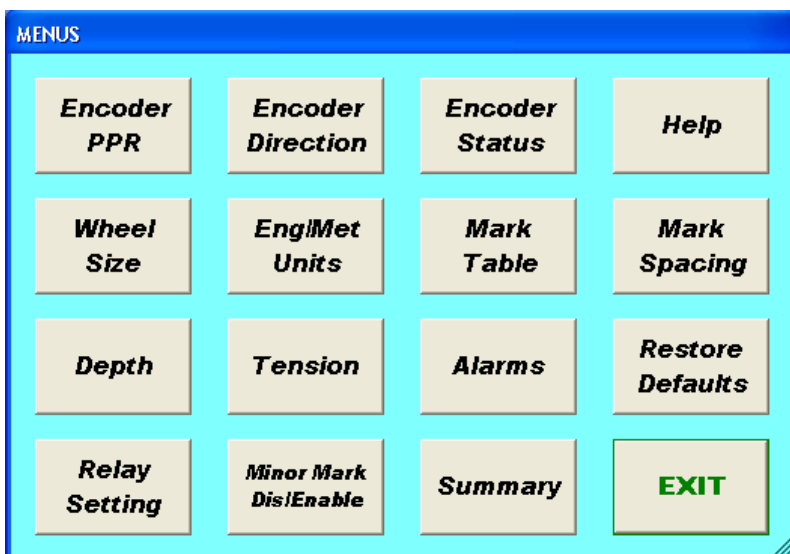 MENUS
Encoder PPR
Encoder Direction
Encoder Status
Help
Wheel Size
Eng/Met Units
Mark Table
Mark Spacing
Depth
Tension
Alarms
Restore Defaults
Relay Setting
Minor Mark Dis/Enable
Summary
EXIT